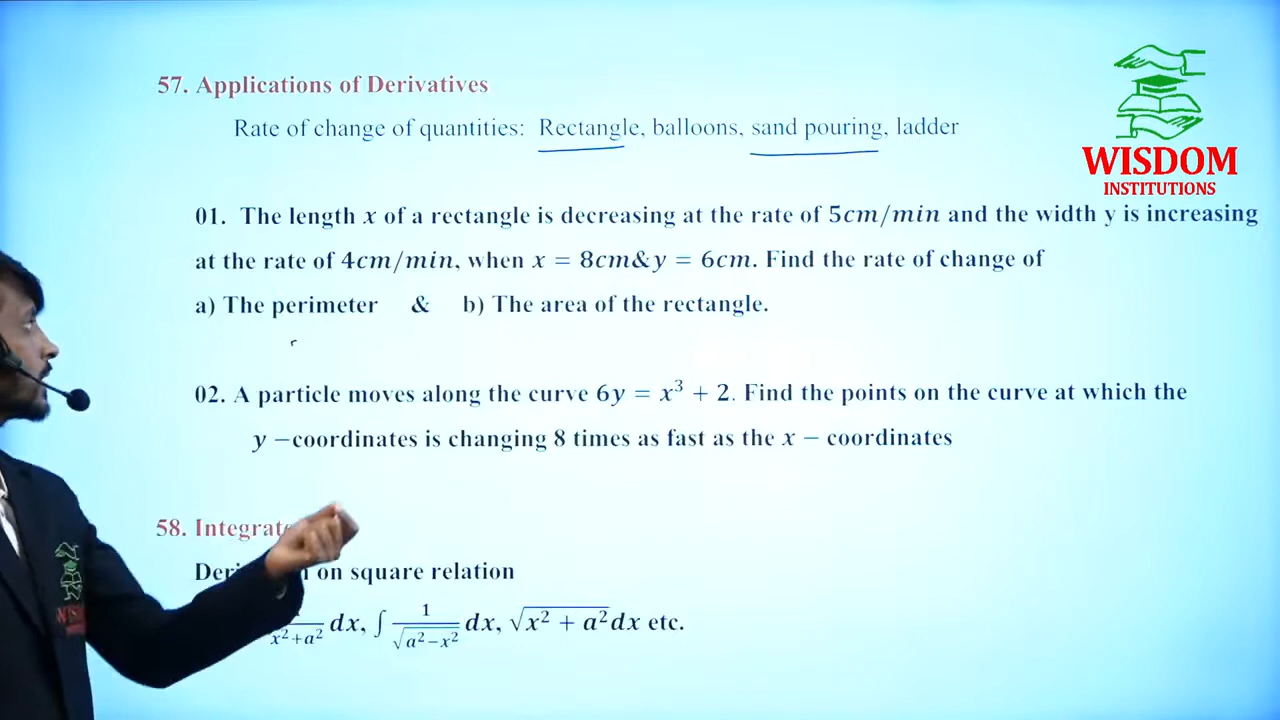 57. Applications of Derivatives
Rate of change of quantities: Rectangle, balloons, sand pouring, ladder
WISDOM
INSTITUTIONS
01. The length x of a rectangle is decreasing at the rate of 5cm/min and the width y is increasing
at the rate of 4cm/min, when x = 8cm&y = 6cm. Find the rate of change of
a) The perimeter & b) The area of the rectangle.
02. A particle moves along the curve 6y = x³ + 2. Find the points on the curve at which the
y −coordinates is changing 8 times as fast as the x − coordinates
58.
on square relation
x²+a² dx, ∫ 1/√a²−x² dx, √x² + a² dx etc.